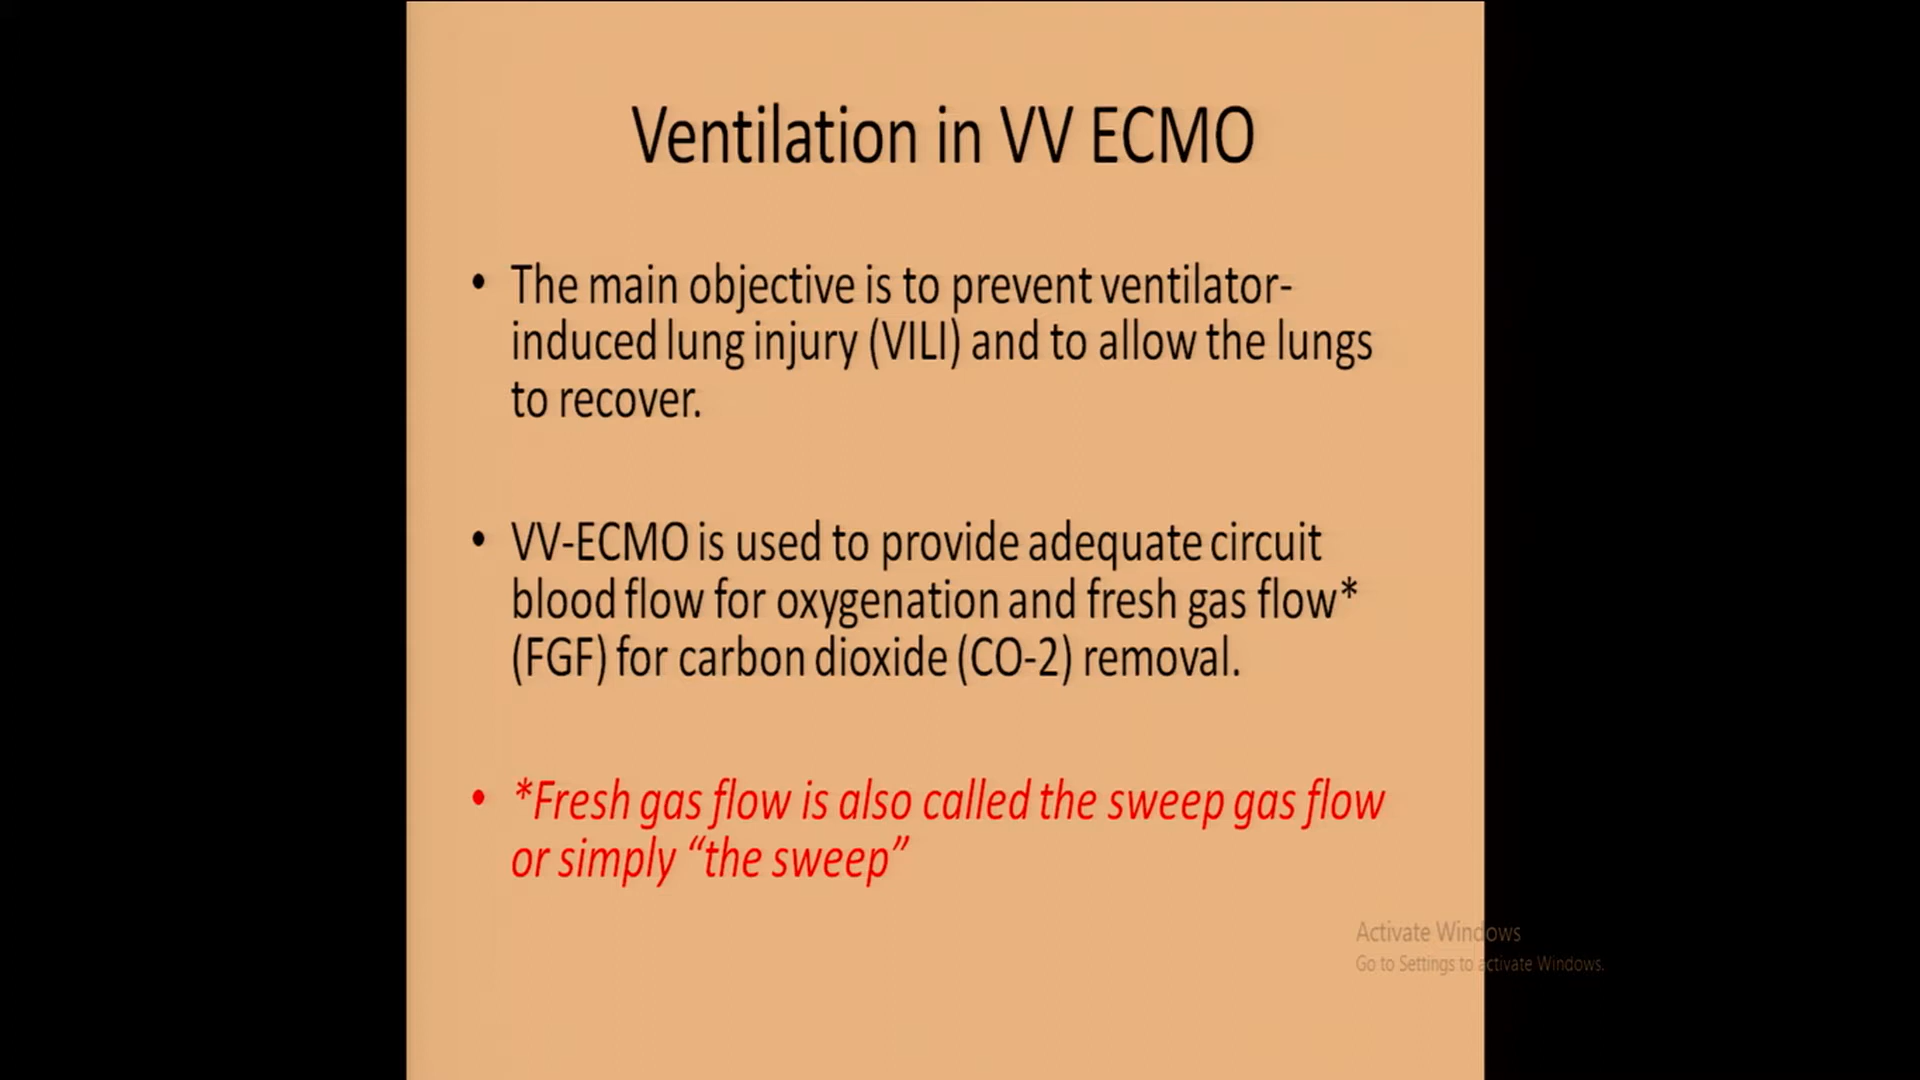 Ventilation in VV ECMO
• The main objective is to prevent ventilator-
induced lung injury (VILI) and to allow the lungs
to recover.
• VV-ECMO is used to provide adequate circuit
blood flow for oxygenation and fresh gas flow*
(FGF) for carbon dioxide (CO-2) removal.
• *Fresh gas flow is also called the sweep gas flow
or simply “the sweep”
Activate Windows
Go to Settings to activate Windows.